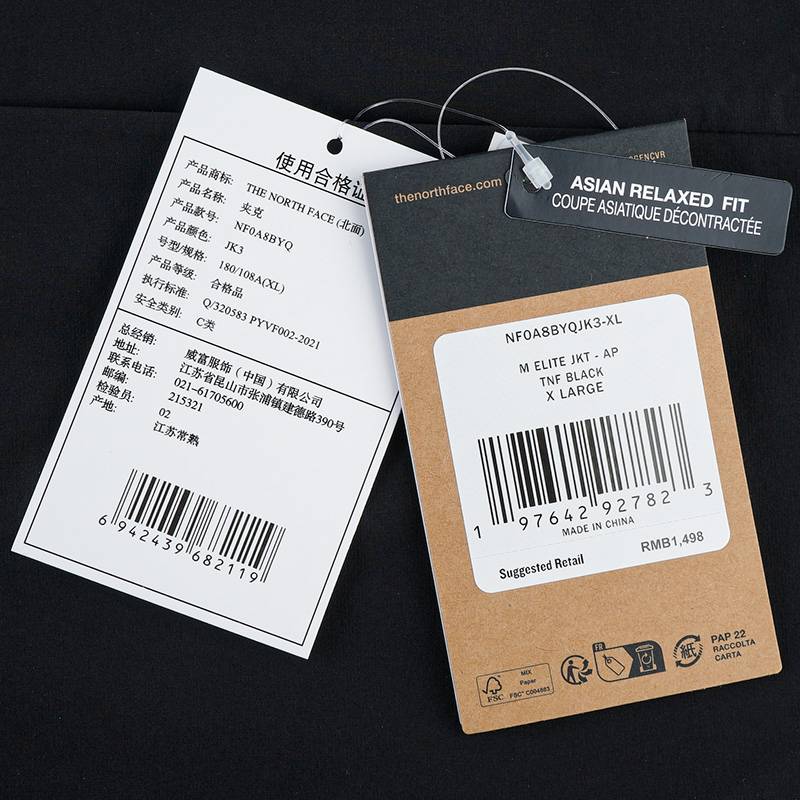 使用合格证
产品商标: THE NORTH FACE (北面)
产品名称: 夹克
产品款号: NF0A8BYQ
产品颜色: JK3
号型/规格: 180/108A(XL)
产品等级: 合格品
执行标准: Q/320583 PYVF002-2021
安全类别: C类
总经销: 威富服饰（中国）有限公司
地址: 江苏省昆山市张浦镇建德路390号
联系电话: 021-61705600
邮编: 215321
检验员: 02
产地: 江苏常熟
6 942439 682119
thenorthface.com
ASIAN RELAXED FIT
COUPE ASIATIQUE DÉCONTRACTÉE
NF0A8BYQJK3-XL
M ELITE JKT - AP
TNF BLACK
X LARGE
1 97642 92782 3
MADE IN CHINA
Suggested Retail RMB1,498
FSC
MIX
Paper
FSC™ C004863
FR
紙
PAP 22
RACCOLTA
CARTA